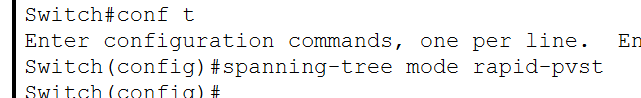 Switch#conf t
Enter configuration commands, one per line.  En
Switch(config)#spanning-tree mode rapid-pvst
Switch(config)#